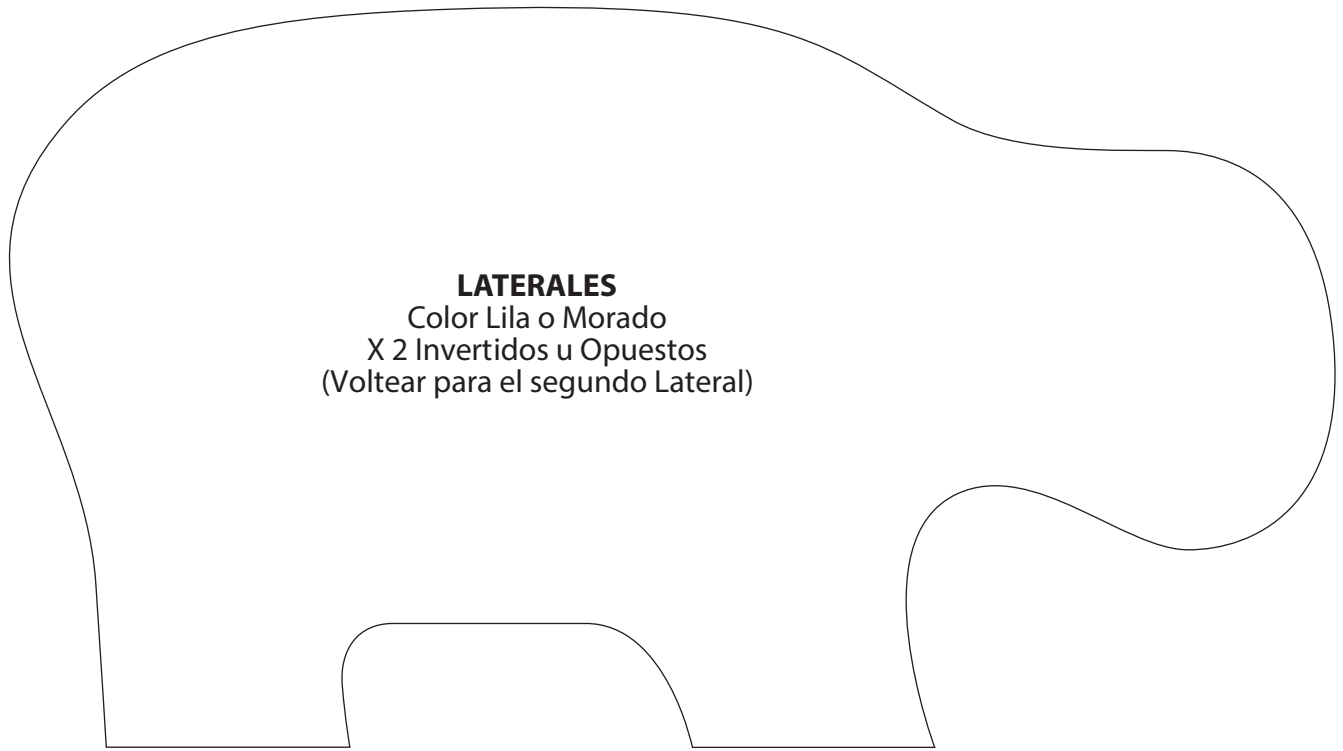 LATERALES
Color Lila o Morado
X 2 Invertidos u Opuestos
(Voltear para el segundo Lateral)